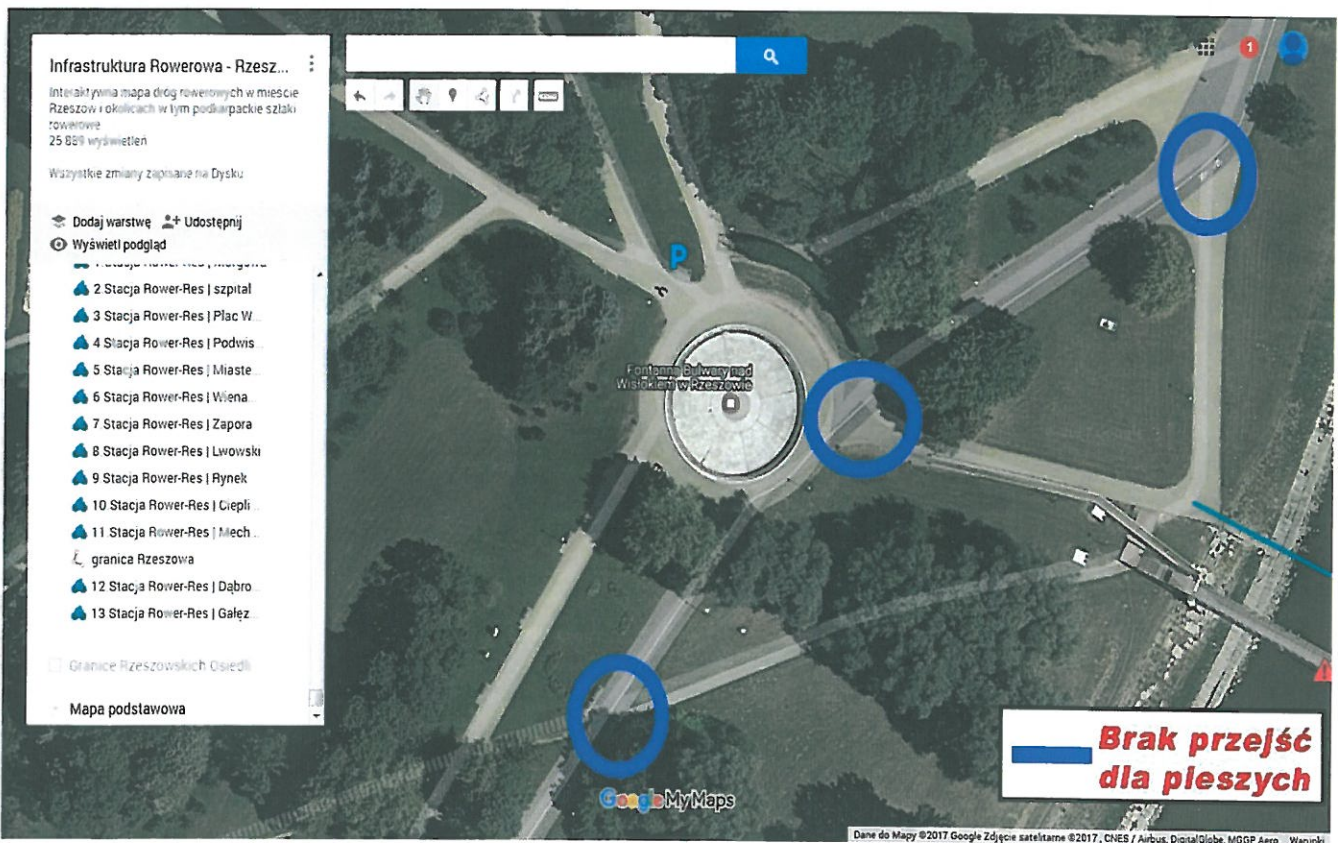 Infrastruktura Rowerowa - Rzesz...
Interaktywna mapa dróg rowerowych w mieście
Rzeszów i okolicach w tym podkarpackie szlaki
rowerowe
25 889 wyświetleń
Wszystkie zmiany zapisane na Dysku
Dodaj warstwę Udostępnij
Wyświetl podgląd
2 Stacja Rower-Res | szpital
3 Stacja Rower-Res | Plac W...
4 Stacja Rower-Res | Podwis...
5 Stacja Rower-Res | Miaste...
6 Stacja Rower-Res | Wiena...
7 Stacja Rower-Res | Zapora
8 Stacja Rower-Res | Lwowski
9 Stacja Rower-Res | Rynek
10 Stacja Rower-Res | Ciepli...
11 Stacja Rower-Res | Mech...
granica Rzeszowa
12 Stacja Rower-Res | Dąbro...
13 Stacja Rower-Res | Gałęz...
Granice Rzeszowskich Osiedli
Mapa podstawowa
1
P
Fontanna Bulwary nad
Wisłokiem w Rzeszowie
Brak przejść
dla pieszych
Google My Maps
Dane do Mapy ©2017 Google Zdjęcie satelitarne ©2017, CNES / Airbus, DigitalGlobe, MGGP Aero Warunki